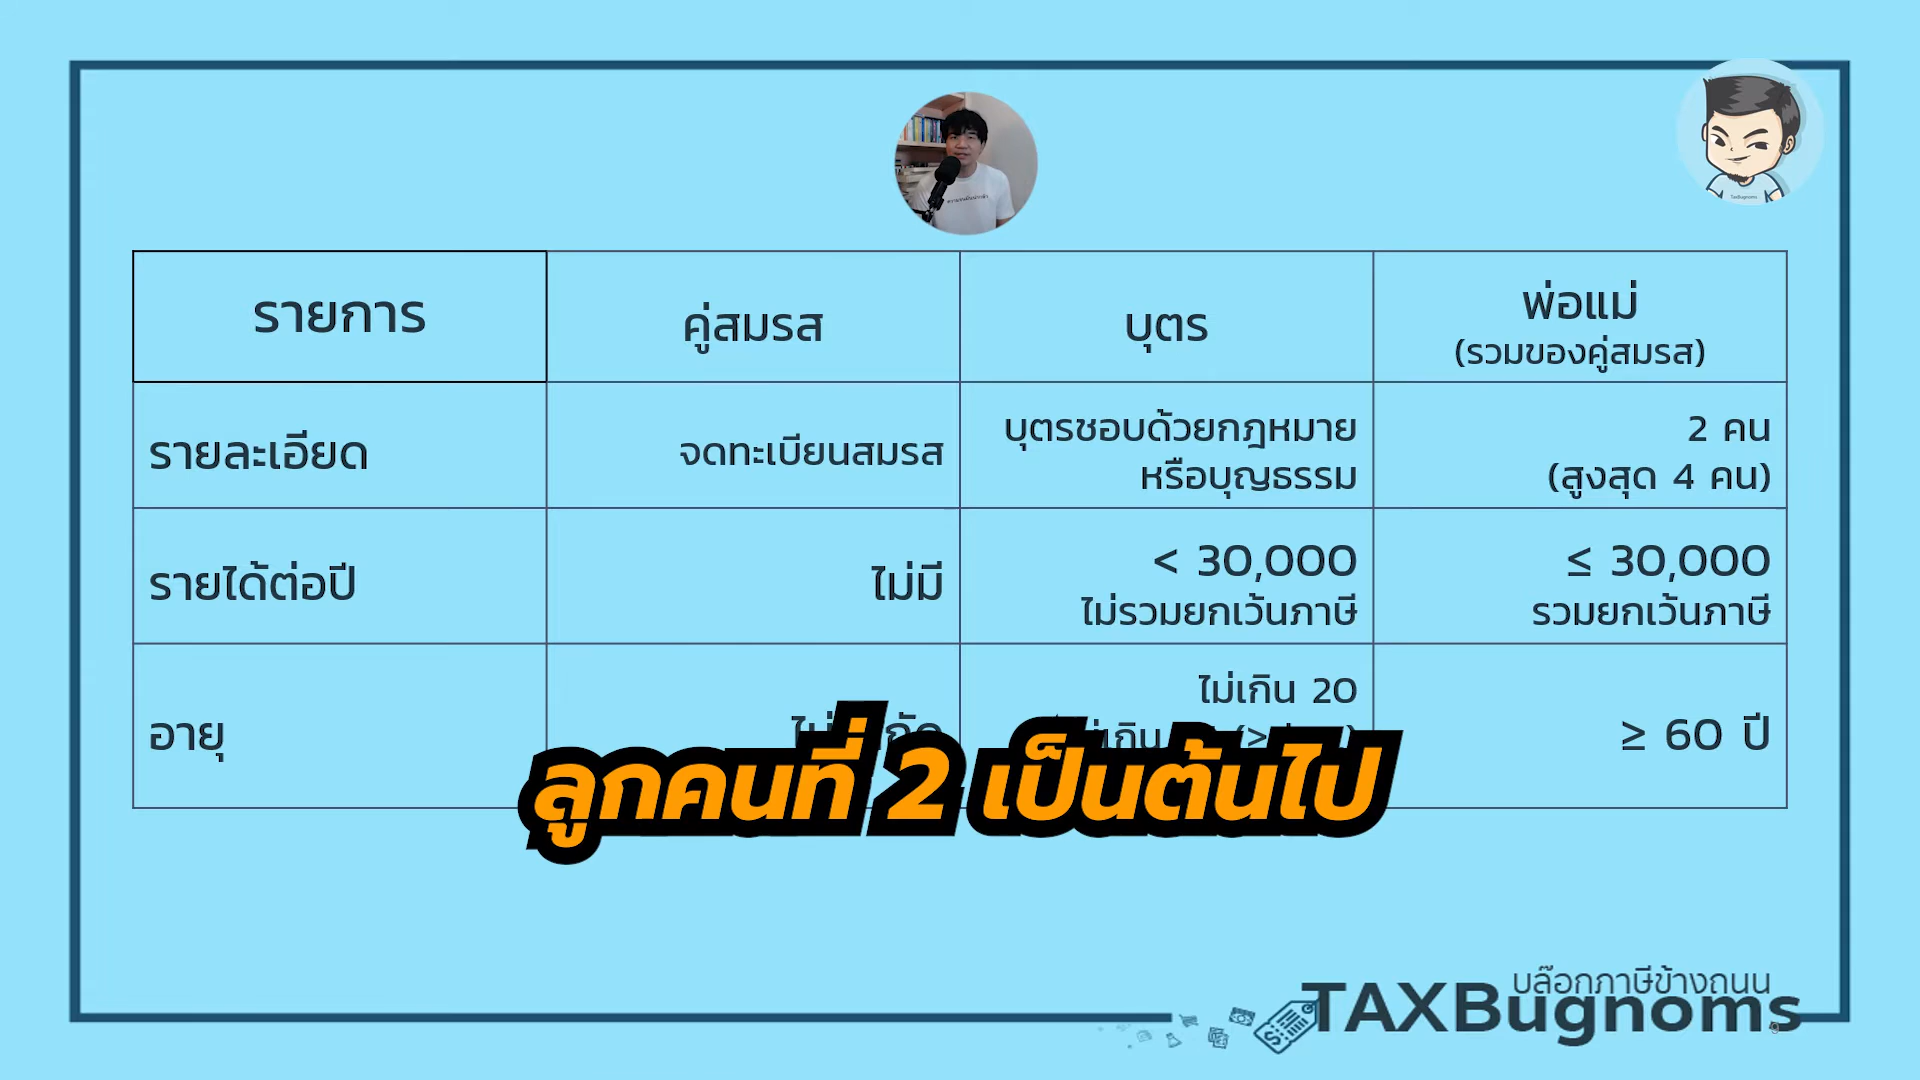 รายการ
คู่สมรส
บุตร
พ่อแม่
(รวมของคู่สมรส)
รายละเอียด
จดทะเบียนสมรส
บุตรชอบด้วยกฎหมาย
หรือบุญธรรม
2 คน
(สูงสุด 4 คน)
รายได้ต่อปี
ไม่มี
< 30,000
ไม่รวมยกเว้นภาษี
≤ 30,000
รวมยกเว้นภาษี
อายุ
ไม่เกิน 20
≥ 60 ปี
ลูกคนที่ 2 เป็นต้นไป
บล๊อกภาษีข้างถนน
TAXBugnoms
9